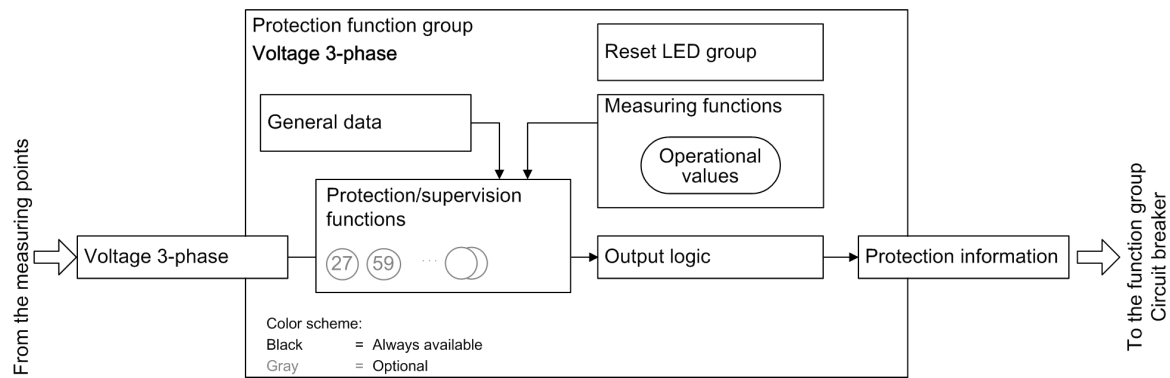 Protection function group
Voltage 3-phase
Reset LED group
General data
Measuring functions
Operational
values
From the measuring points
Voltage 3-phase
Protection/supervision
functions
27 59 ...
Output logic
Protection information
To the function group
Circuit breaker
Color scheme:
Black = Always available
Gray = Optional